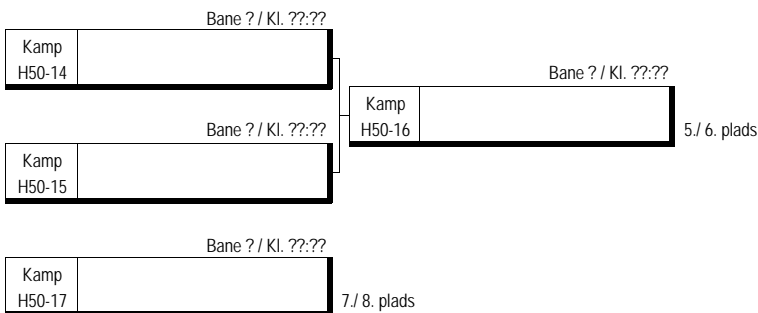 Bane ? / Kl. ??:??
Kamp
H50-14
Bane ? / Kl. ??:??
Kamp
H50-16
5./ 6. plads
Bane ? / Kl. ??:??
Kamp
H50-15
Bane ? / Kl. ??:??
Kamp
H50-17
7./ 8. plads